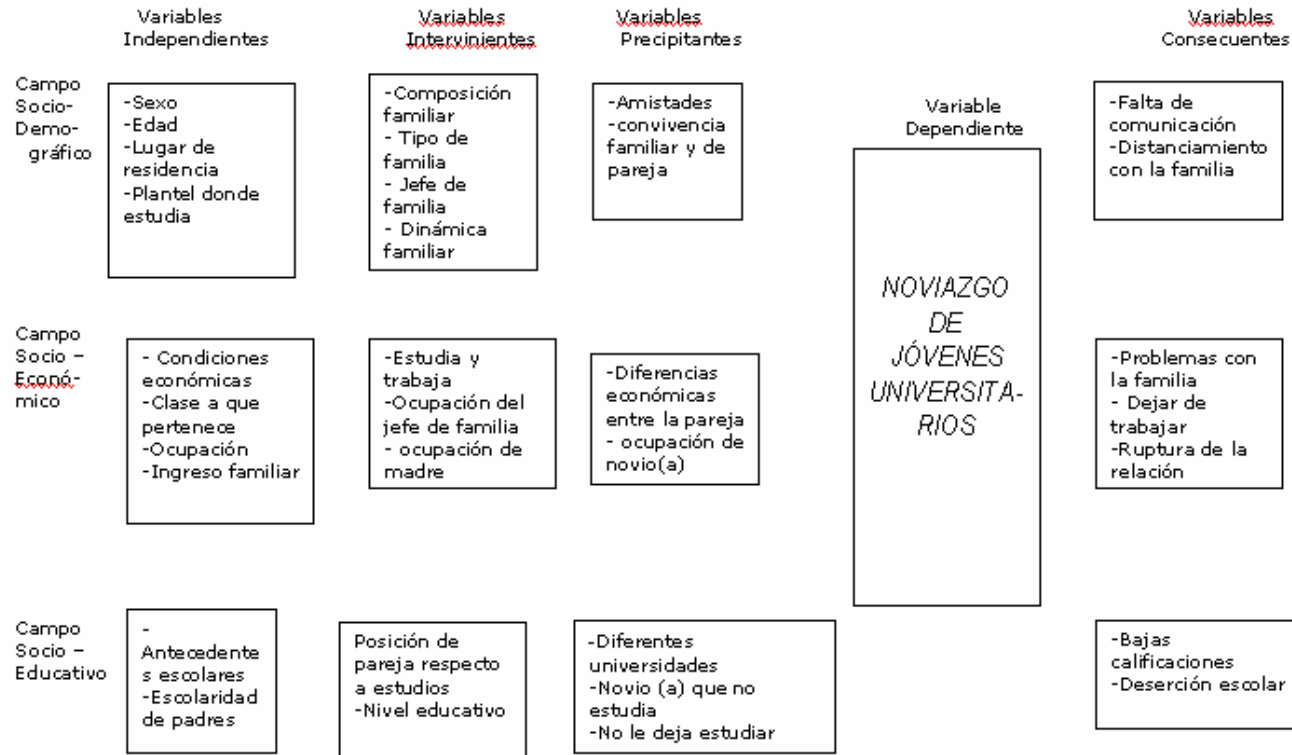 Variables
Independientes
Variables
Intervinientes
Variables
Precipitantes
Variables
Consecuentes
Campo
Socio-
Demo-
gráfico
-Sexo
-Edad
-Lugar de
residencia
-Plantel donde
estudia
-Composición
familiar
- Tipo de
familia
- Jefe de
familia
- Dinámica
familiar
-Amistades
-convivencia
familiar y de
pareja
Variable
Dependiente
NOVIAZGO
DE
JÓVENES
UNIVERSITA-
RIOS
-Falta de
comunicación
-Distanciamiento
con la familia
Campo
Socio –
Econó-
mico
- Condiciones
económicas
-Clase a que
pertenece
-Ocupación
-Ingreso familiar
-Estudia y
trabaja
-Ocupación del
jefe de familia
- ocupación de
madre
-Diferencias
económicas
entre la pareja
- ocupación de
novio(a)
-Problemas con
la familia
- Dejar de
trabajar
-Ruptura de la
relación
Campo
Socio –
Educativo
-
Antecedente
s escolares
-Escolaridad
de padres
Posición de
pareja respecto
a estudios
-Nivel educativo
-Diferentes
universidades
-Novio (a) que no
estudia
-No le deja estudiar
-Bajas
calificaciones
-Deserción escolar